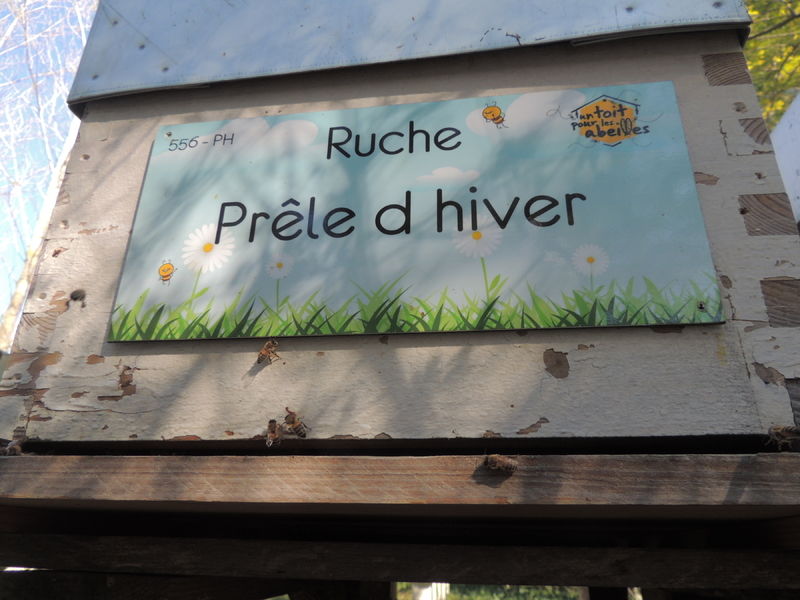 556 - PH
Ruche
Prêle d hiver
un toit
pour les
abeilles